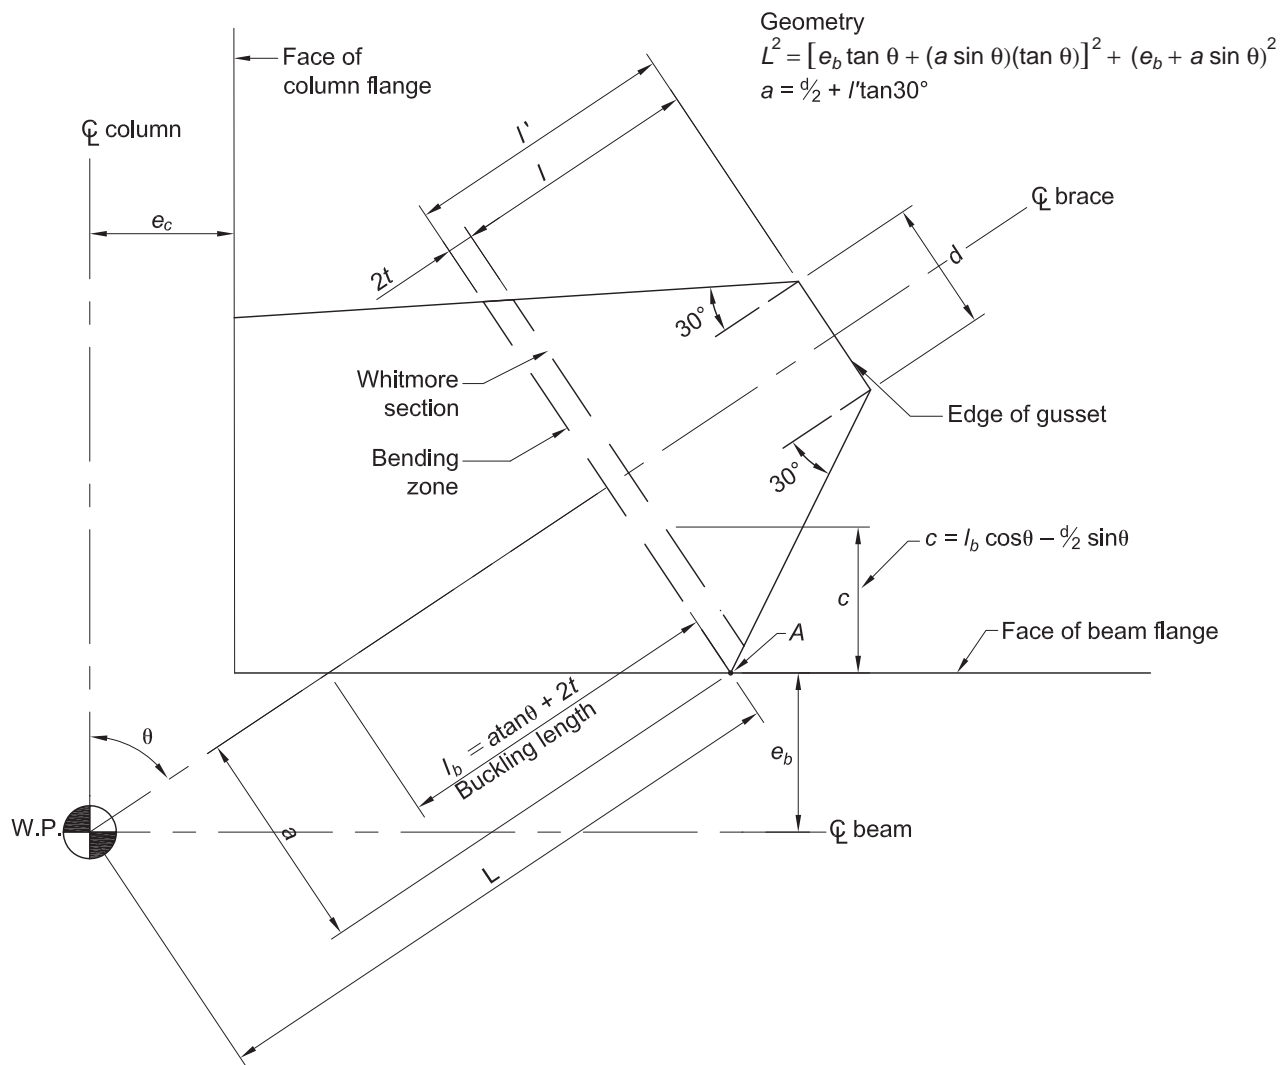 Geometry
L² = [e_b tan θ + (a sin θ)(tan θ)]² + (e_b + a sin θ)²
a = d/2 + l'tan30°
Face of
column flange
℄ column
l'
l
e_c
℄ brace
d
2t
30°
Whitmore
section
Edge of gusset
Bending
zone
30°
c = l_b cosθ – d/2 sinθ
c
A
Face of beam flange
l_b = atanθ + 2t
Buckling length
θ
e_b
W.P.
a
℄ beam
L